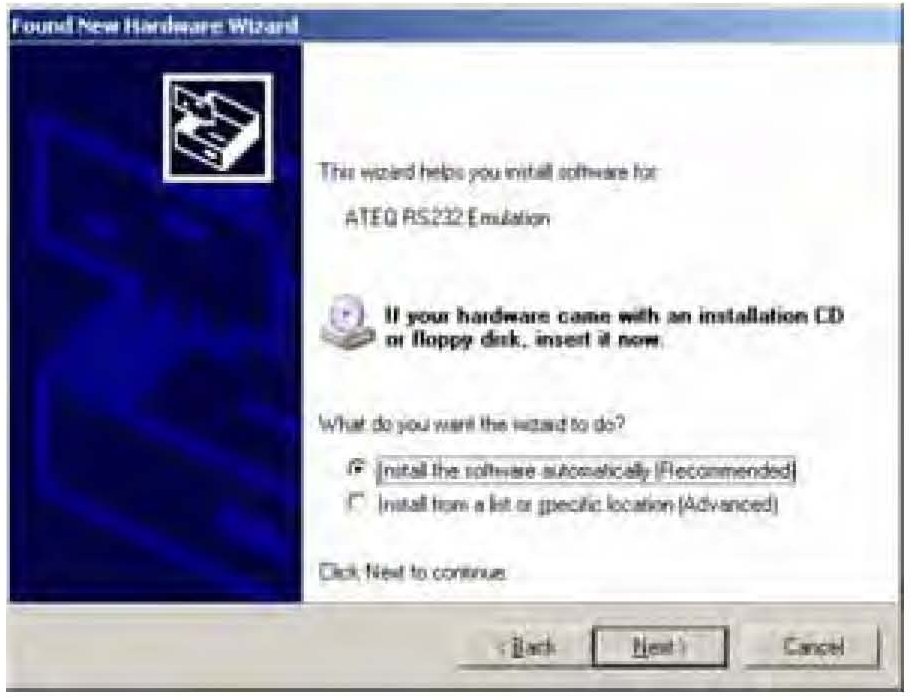 Found New Hardware Wizard
This wizard helps you install software for:
ATEQ RS232 Emulation
If your hardware came with an installation CD
or floppy disk, insert it now.
What do you want the wizard to do?
Install the software automatically (Recommended)
Install from a list or specific location (Advanced)
Click Next to continue.
< Back
Next >
Cancel